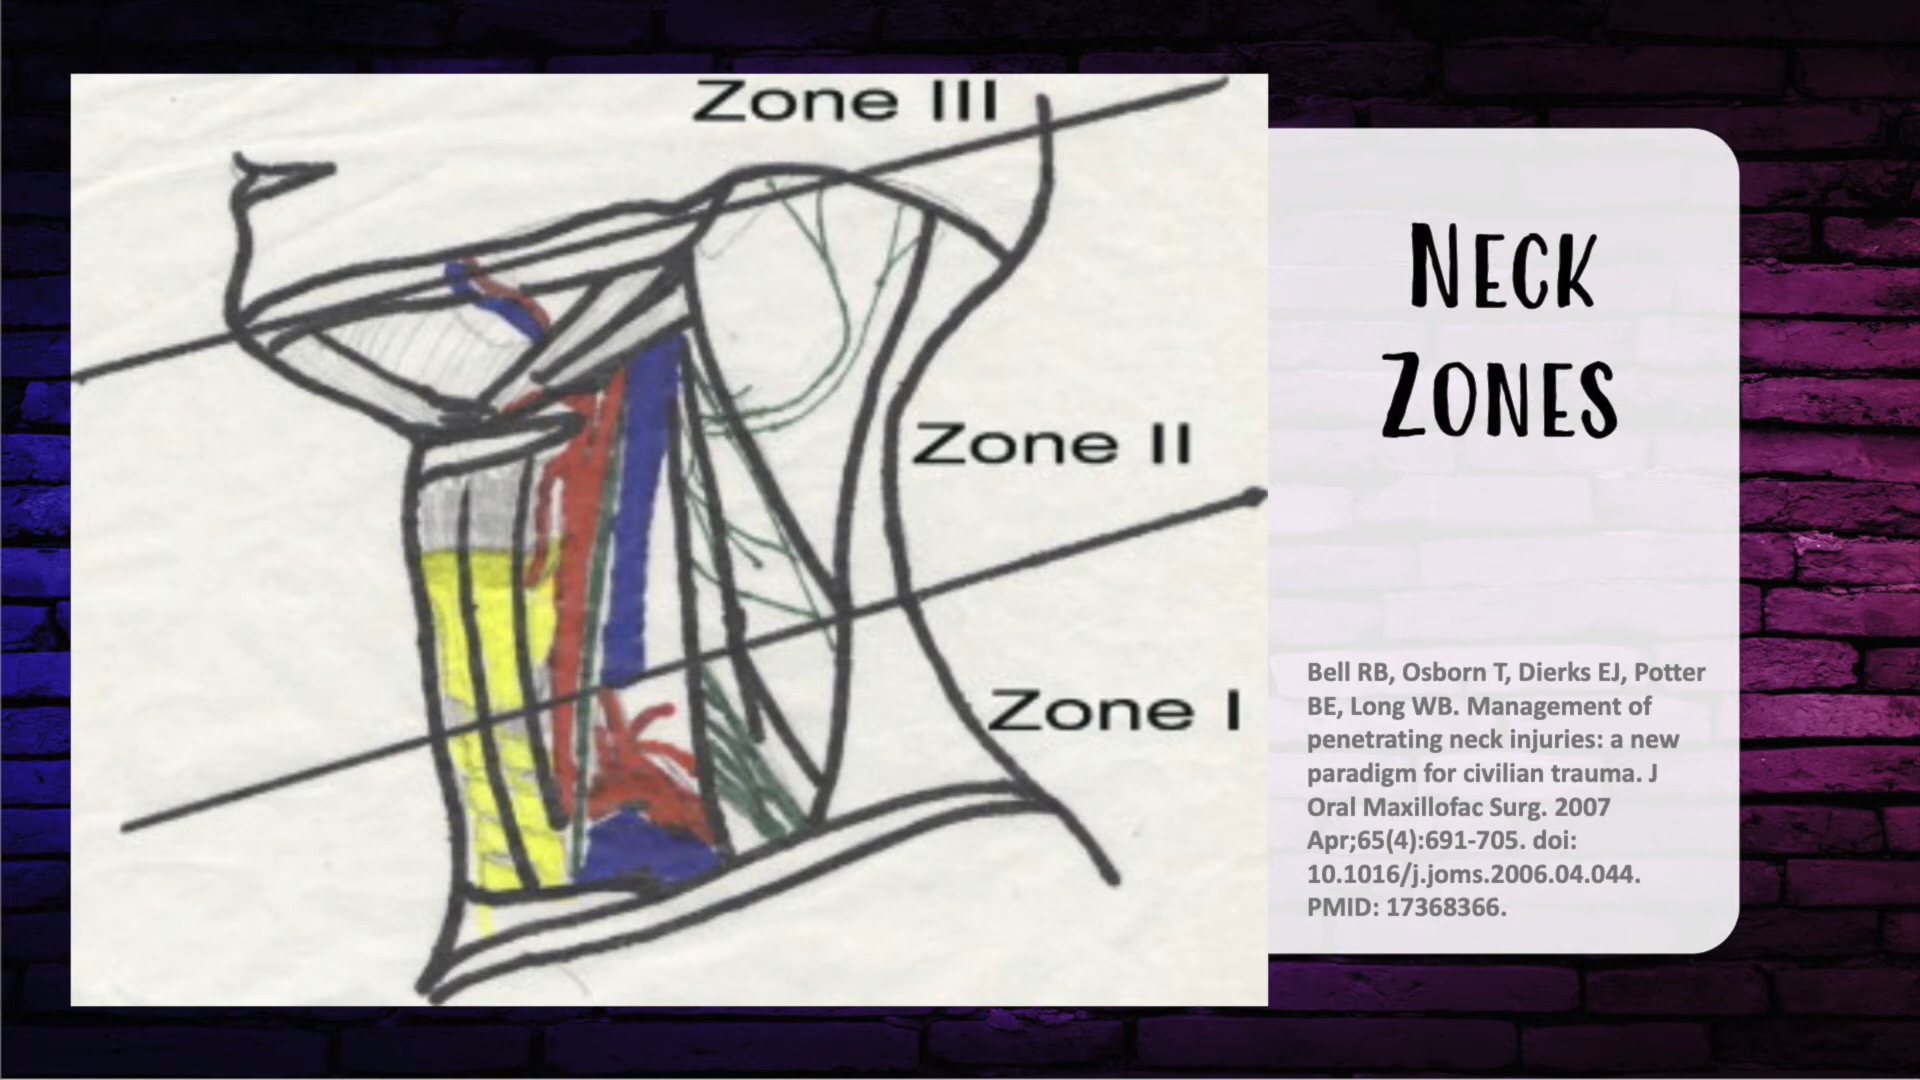 Zone III
Zone II
Zone I
NECK
ZONES
Bell RB, Osborn T, Dierks EJ, Potter
BE, Long WB. Management of
penetrating neck injuries: a new
paradigm for civilian trauma. J
Oral Maxillofac Surg. 2007
Apr;65(4):691-705. doi:
10.1016/j.joms.2006.04.044.
PMID: 17368366.